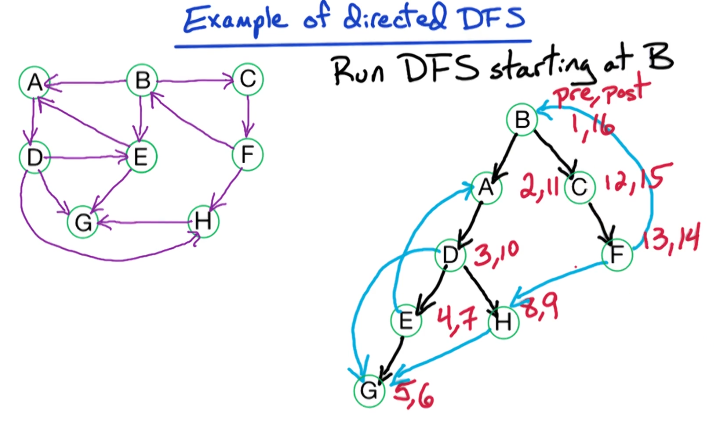 Example of directed DFS
Run DFS starting at B
pre, post
A B C
D E F
G H
B 1,16
A 2,11 C 12,15
D 3,10 F 13,14
E 4,7 H 8,9
G 5,6